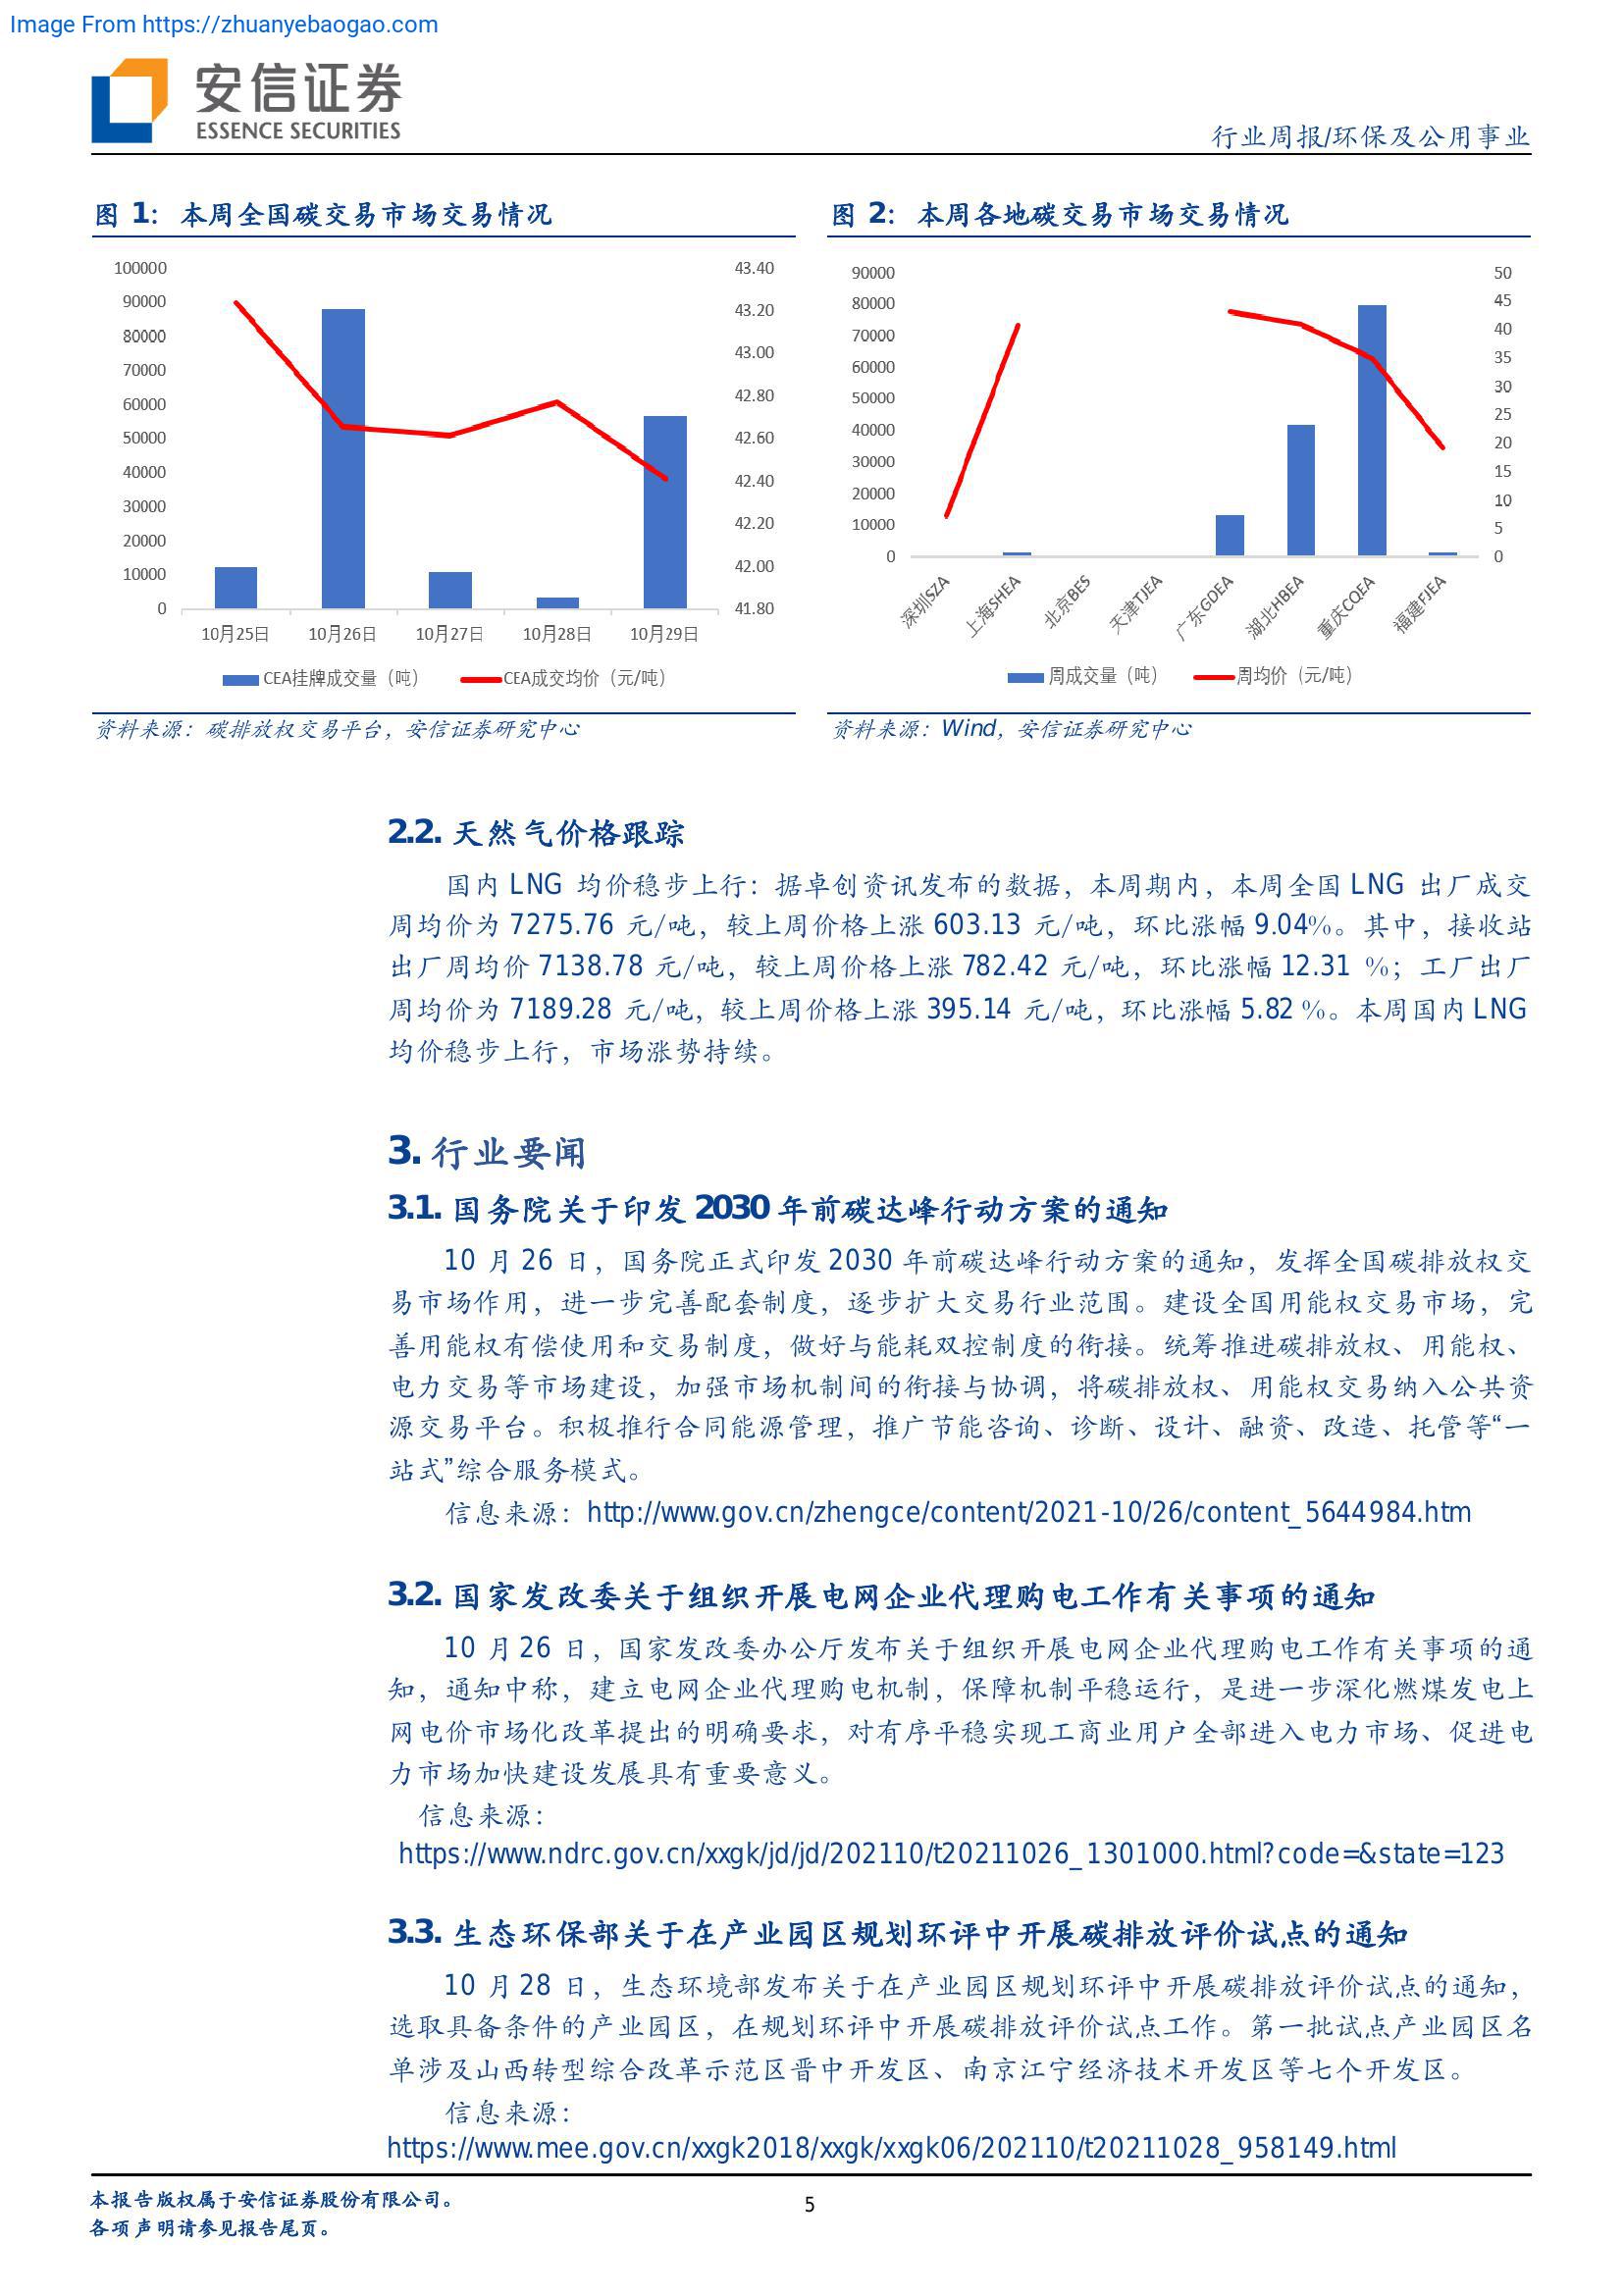 Image From https://zhuanyebaogao.com
安信证券
ESSENCE SECURITIES
行业周报/环保及公用事业
图 1： 本周全国碳交易市场交易情况
100000
90000
80000
70000
60000
50000
40000
30000
20000
10000
0
43.40
43.20
43.00
42.80
42.60
42.40
42.20
42.00
41.80
10月25日 10月26日 10月27日 10月28日 10月29日
CEA挂牌成交量（吨） CEA成交均价（元/吨）
资料来源：碳排放权交易平台，安信证券研究中心
图 2： 本周各地碳交易市场交易情况
90000
80000
70000
60000
50000
40000
30000
20000
10000
0
50
45
40
35
30
25
20
15
10
5
0
深圳SZA 上海SHEA 北京BES 天津TJEA 广东GDEA 湖北HBEA 重庆CQEA 福建FJEA
周成交量（吨） 周均价（元/吨）
资料来源：Wind，安信证券研究中心
2.2. 天然气价格跟踪
国内 LNG 均价稳步上行：据卓创资讯发布的数据，本周期内，本周全国 LNG 出厂成交
周均价为 7275.76 元/吨，较上周价格上涨 603.13 元/吨，环比涨幅 9.04%。其中，接收站
出厂周均价 7138.78 元/吨，较上周价格上涨 782.42 元/吨，环比涨幅 12.31 %；工厂出厂
周均价为 7189.28 元/吨，较上周价格上涨 395.14 元/吨，环比涨幅 5.82 %。本周国内 LNG
均价稳步上行，市场涨势持续。
3. 行业要闻
3.1. 国务院关于印发 2030 年前碳达峰行动方案的通知
10 月 26 日，国务院正式印发 2030 年前碳达峰行动方案的通知，发挥全国碳排放权交
易市场作用，进一步完善配套制度，逐步扩大交易行业范围。建设全国用能权交易市场，完
善用能权有偿使用和交易制度，做好与能耗双控制度的衔接。统筹推进碳排放权、用能权、
电力交易等市场建设，加强市场机制间的衔接与协调，将碳排放权、用能权交易纳入公共资
源交易平台。积极推行合同能源管理，推广节能咨询、诊断、设计、融资、改造、托管等“一
站式”综合服务模式。
信息来源：http://www.gov.cn/zhengce/content/2021-10/26/content_5644984.htm
3.2. 国家发改委关于组织开展电网企业代理购电工作有关事项的通知
10 月 26 日，国家发改委办公厅发布关于组织开展电网企业代理购电工作有关事项的通
知，通知中称，建立电网企业代理购电机制，保障机制平稳运行，是进一步深化燃煤发电上
网电价市场化改革提出的明确要求，对有序平稳实现工商业用户全部进入电力市场、促进电
力市场加快建设发展具有重要意义。
信息来源：
https://www.ndrc.gov.cn/xxgk/jd/jd/202110/t20211026_1301000.html?code=&state=123
3.3. 生态环保部关于在产业园区规划环评中开展碳排放评价试点的通知
10 月 28 日，生态环境部发布关于在产业园区规划环评中开展碳排放评价试点的通知，
选取具备条件的产业园区，在规划环评中开展碳排放评价试点工作。第一批试点产业园区名
单涉及山西转型综合改革示范区晋中开发区、南京江宁经济技术开发区等七个开发区。
信息来源：
https://www.mee.gov.cn/xxgk2018/xxgk/xxgk06/202110/t20211028_958149.html
本报告版权属于安信证券股份有限公司。
各项声明请参见报告尾页。
5